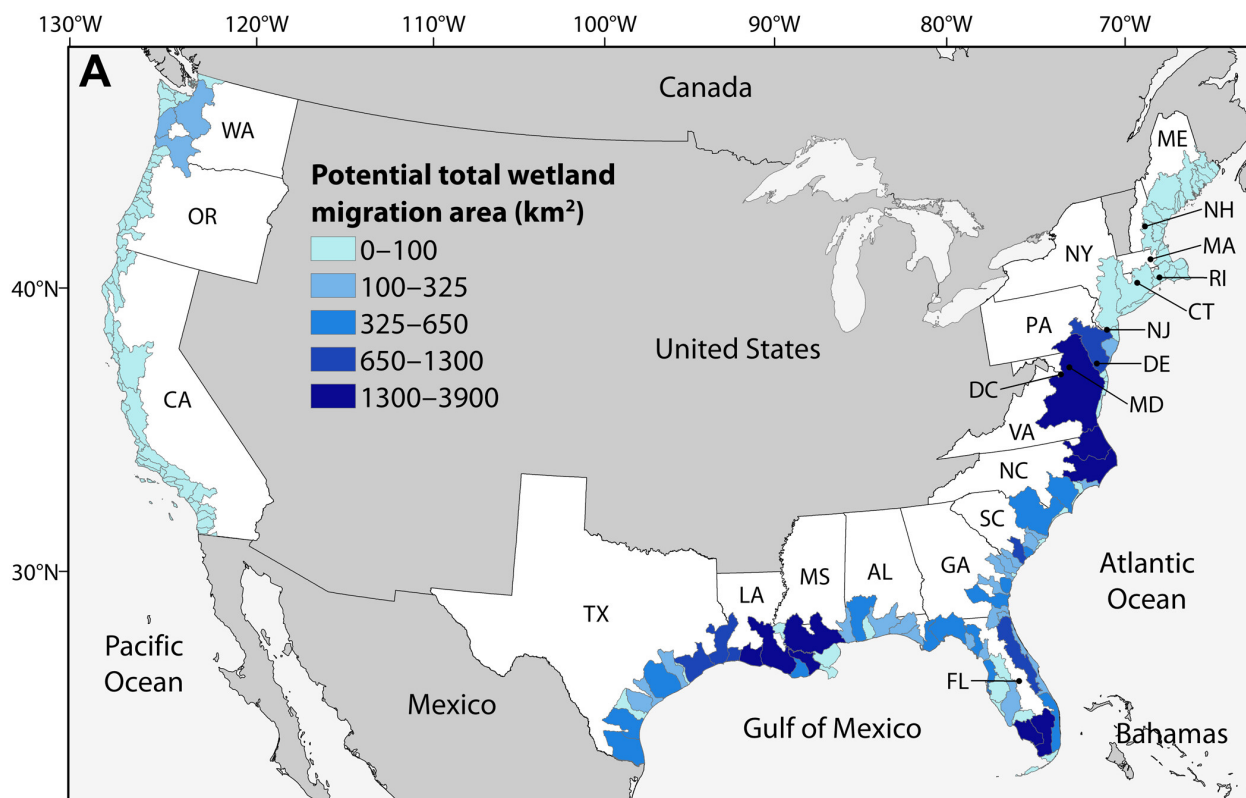 130°W 120°W 110°W 100°W 90°W 80°W 70°W
A
Canada
WA
ME
Potential total wetland
migration area (km²)
0–100
100–325
325–650
650–1300
1300–3900
OR
NH
NY
MA
RI
CT
40°N
PA
NJ
United States
DE
DC
MD
CA
VA
NC
SC
30°N
MS
AL
GA
Atlantic
Ocean
LA
TX
Pacific
Ocean
FL
Mexico
Gulf of Mexico
Bahamas